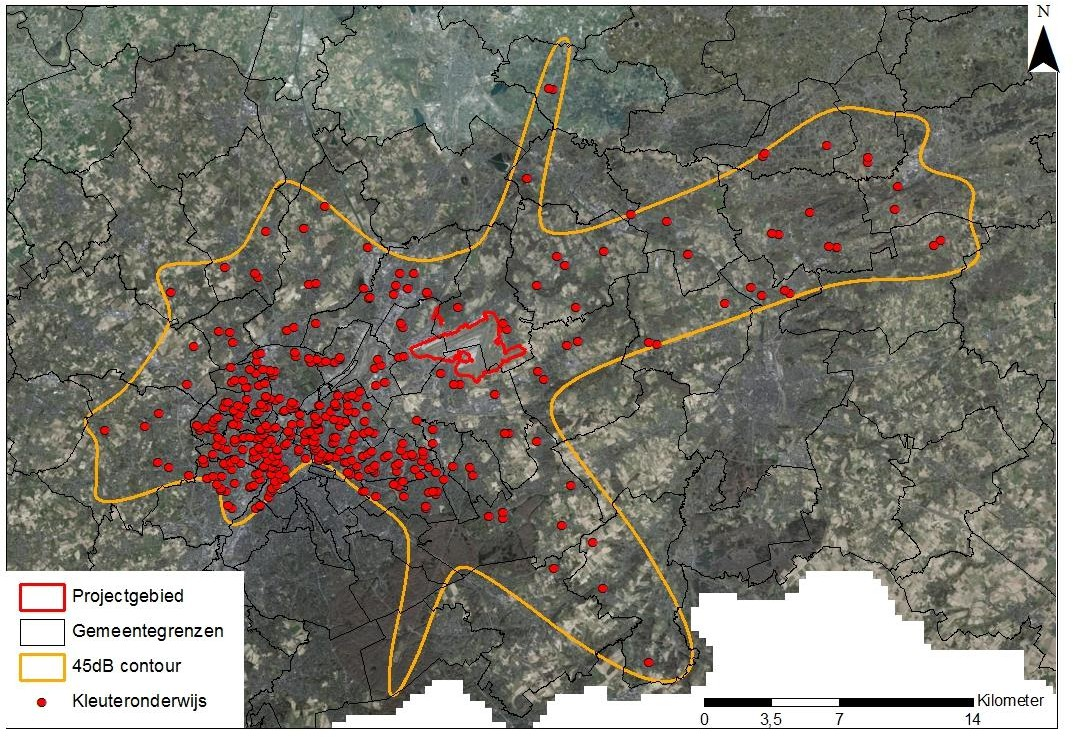 N
Projectgebied
Gemeentegrenzen
45dB contour
Kleuteronderwijs
Kilometer
0 3,5 7 14